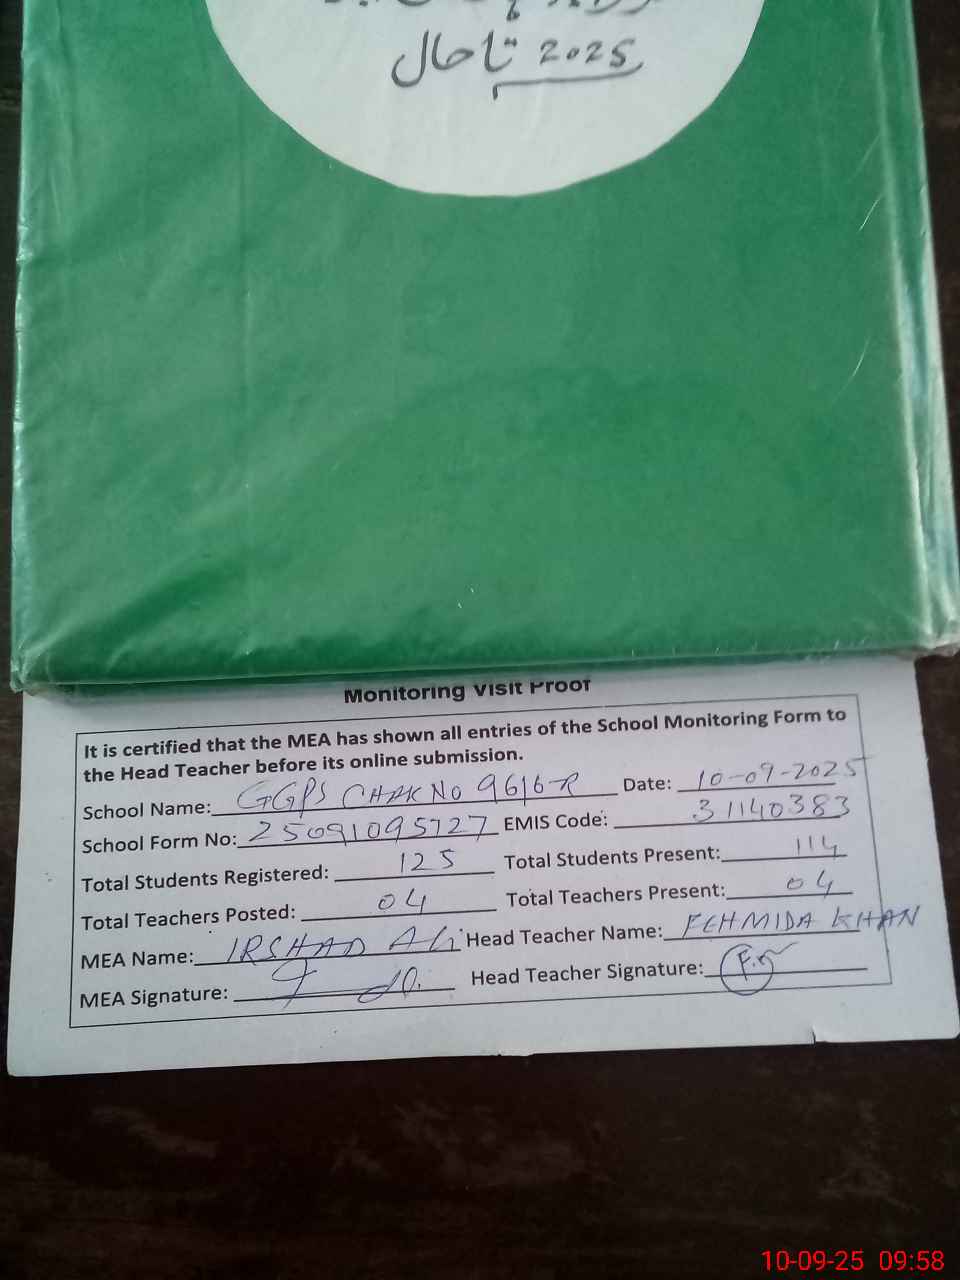 2025 تا حال
Monitoring Visit Proof
It is certified that the MEA has shown all entries of the School Monitoring Form to
the Head Teacher before its online submission.
School Name: GGPS CHAK NO 9616-R Date: 10-09-2025
School Form No: 25091095727 EMIS Code: 31140383
Total Students Registered: 125 Total Students Present: 114
Total Teachers Posted: 04 Total Teachers Present: 04
MEA Name: IRSHAD Ali Head Teacher Name: FEHMIDA KHAN
MEA Signature: Head Teacher Signature: F.K
10-09-25 09:58